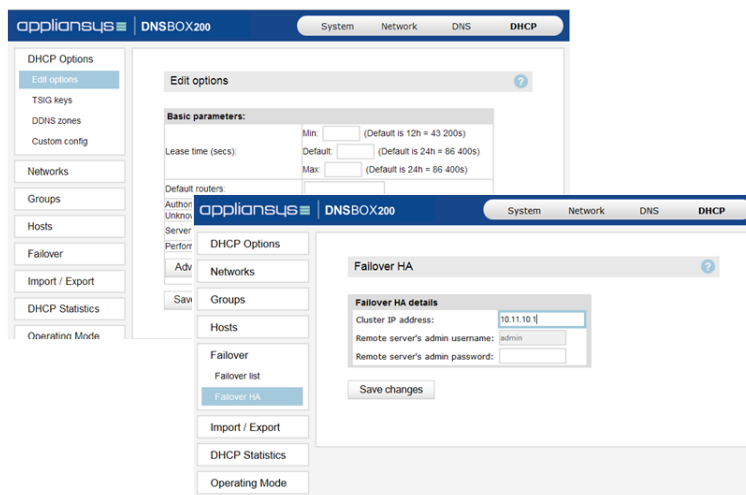 appliansys DNSBOX200
System Network DNS DHCP
DHCP Options
Edit options
TSIG keys
DDNS zones
Custom config
Networks
Groups
Hosts
Failover
Import / Export
DHCP Statistics
Operating Mode
Edit options
?
Basic parameters:
Lease time (secs):
Min: (Default is 12h = 43 200s)
Default: (Default is 24h = 86 400s)
Max: (Default is 24h = 86 400s)
Default routers:
Server
appliansys DNSBOX200
System Network DNS DHCP
DHCP Options
Networks
Groups
Hosts
Failover
Failover list
Failover HA
Import / Export
DHCP Statistics
Operating Mode
Failover HA
?
Failover HA details
Cluster IP address: 10.11.10.1
Remote server's admin username: admin
Remote server's admin password:
Save changes